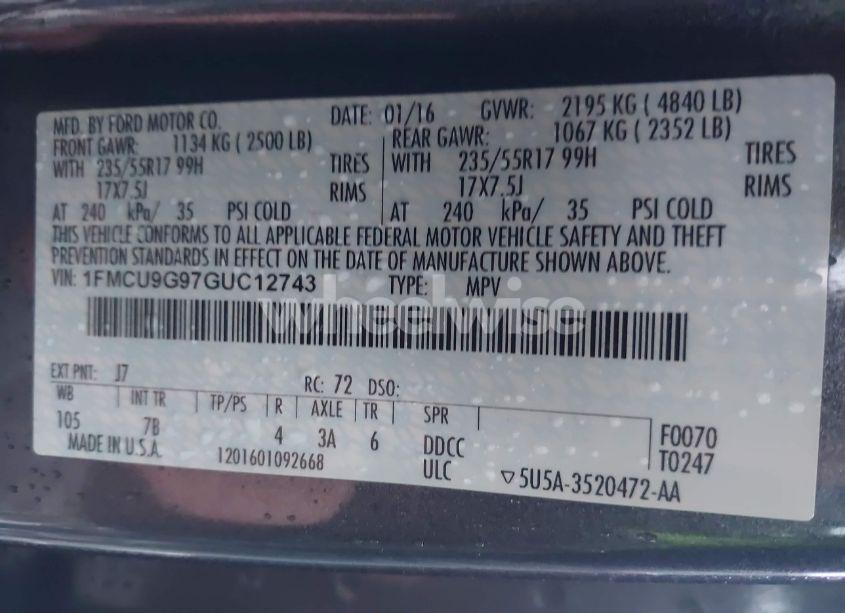 MFD. BY FORD MOTOR CO. DATE: 01/16 GVWR: 2195 KG ( 4840 LB)
FRONT GAWR: 1134 KG ( 2500 LB) REAR GAWR: 1067 KG ( 2352 LB)
WITH 235/55R17 99H TIRES WITH 235/55R17 99H TIRES
17X7.5J RIMS 17X7.5J RIMS
AT 240 kPa/ 35 PSI COLD AT 240 kPa/ 35 PSI COLD
THIS VEHICLE CONFORMS TO ALL APPLICABLE FEDERAL MOTOR VEHICLE SAFETY AND THEFT
PREVENTION STANDARDS IN EFFECT ON THE DATE OF MANUFACTURE SHOWN ABOVE.
VIN: 1FMCU9G97GUC12743 TYPE: MPV
wheelwise
EXT PNT: J7 RC: 72 DSO:
WB INT TR TP/PS R AXLE TR SPR
105 7B 4 3A 6 DDCC F0070
MADE IN U.S.A. 1201601092668 ULC T0247
5U5A-3520472-AA